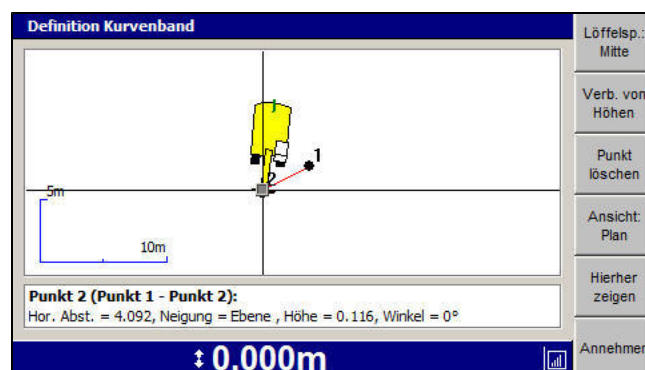 Definition Kurvenband
1
2
5m
10m
Punkt 2 (Punkt 1 - Punkt 2):
Hor. Abst. = 4.092, Neigung = Ebene , Höhe = 0.116, Winkel = 0°
0.000m
Löffelsp.:
Mitte
Verb. von
Höhen
Punkt
löschen
Ansicht:
Plan
Hierher
zeigen
Annehmen